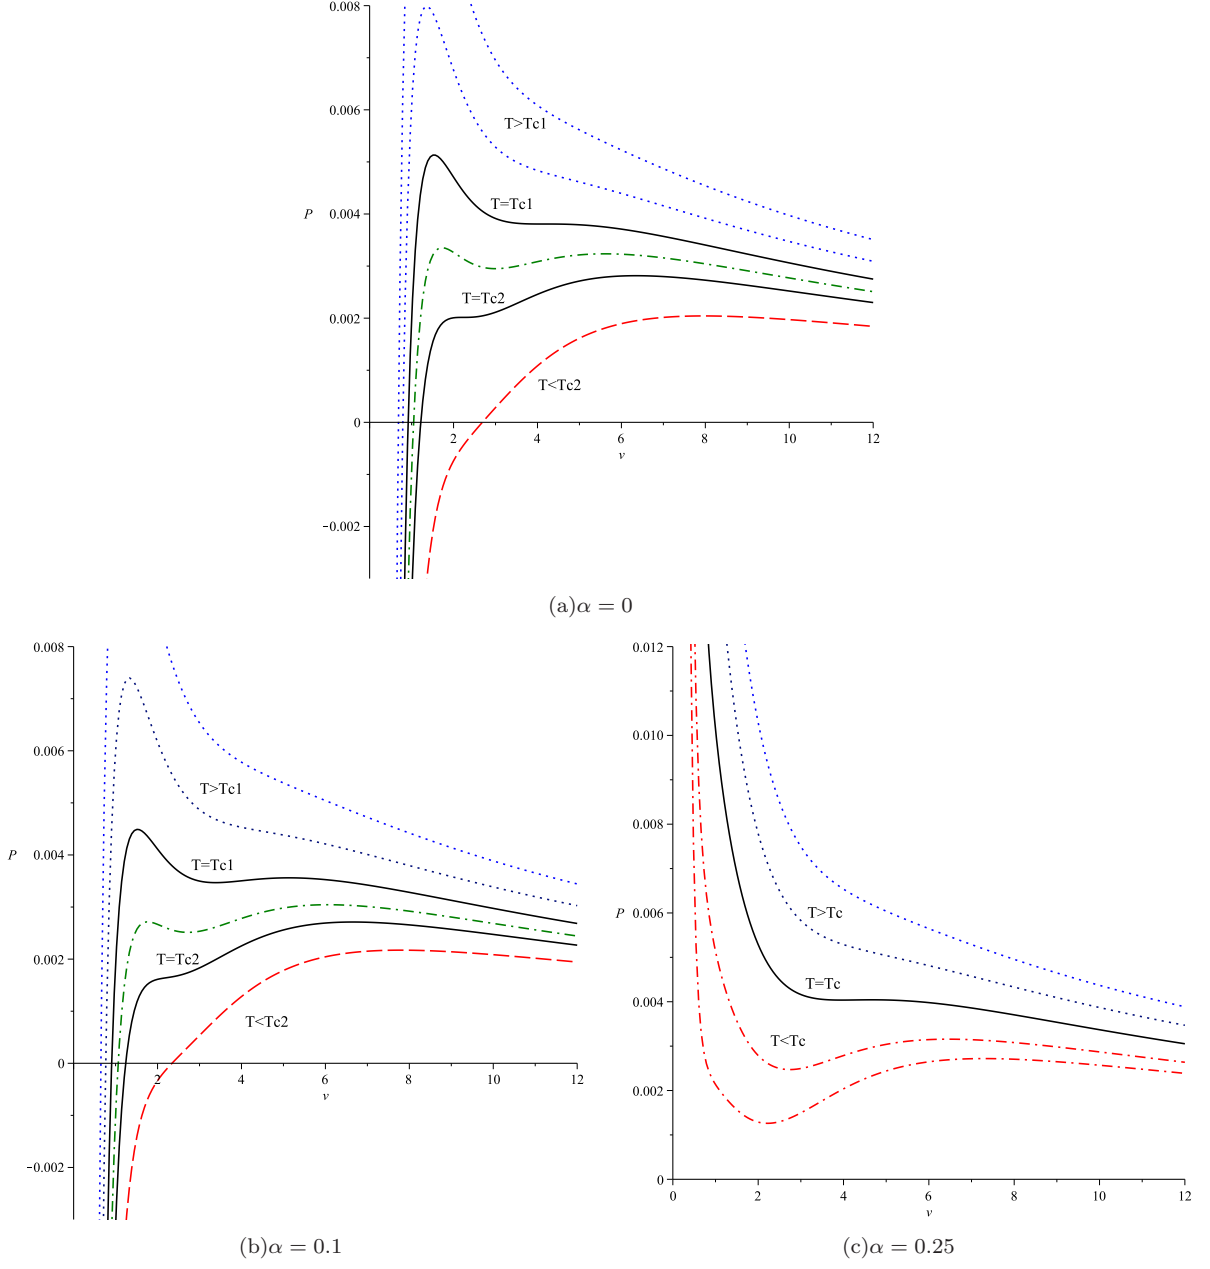 0.008
0.006
T>Tc1
P
0.004
T=Tc1
T=Tc2
0.002
T<Tc2
0
2 4 6 8 10 12
v
−0.002
(a)α = 0
0.008
0.006
T>Tc1
P
0.004
T=Tc1
T=Tc2
0.002
T<Tc2
0
2 4 6 8 10 12
v
−0.002
(b)α = 0.1
0.012
0.010
0.008
P
0.006
T>Tc
T=Tc
0.004
T<Tc
0.002
0
0 2 4 6 8 10 12
v
(c)α = 0.25